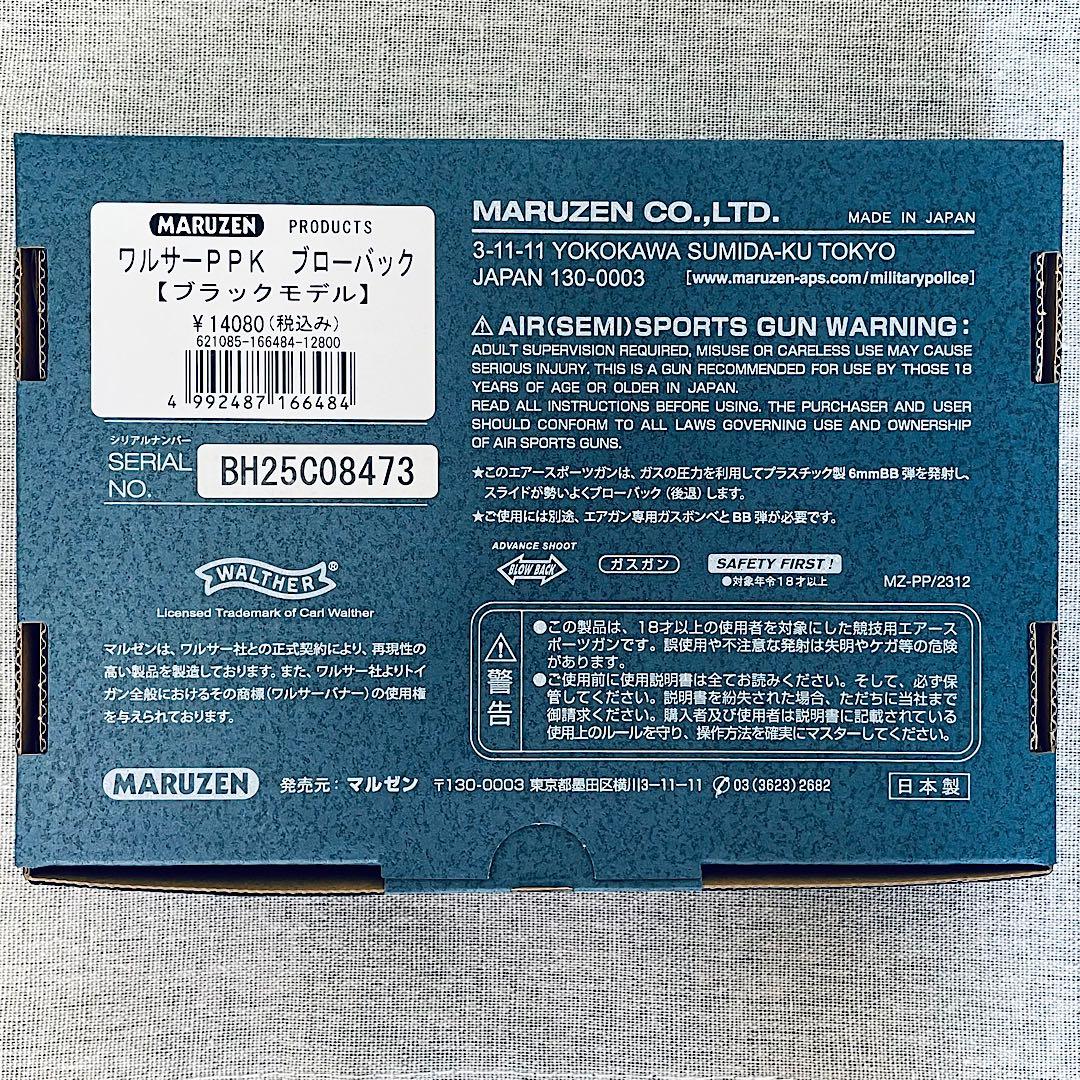 MARUZEN PRODUCTS
ワルサーPPK ブローバック
【ブラックモデル】
¥14080(税込み)
621085-166484-12800
4 992487 166484
シリアルナンバー
SERIAL NO.
BH25C08473
WALTHER®
Licensed Trademark of Carl Walther
マルゼンは、ワルサー社との正式契約により、再現性の
高い製品を製造しております。また、ワルサー社よりトイ
ガン全般におけるその商標(ワルサーバナー)の使用権
を与えられております。
MARUZEN CO.,LTD. MADE IN JAPAN
3-11-11 YOKOKAWA SUMIDA-KU TOKYO
JAPAN 130-0003 [www.maruzen-aps.com/militarypolice]
⚠ AIR(SEMI)SPORTS GUN WARNING:
ADULT SUPERVISION REQUIRED, MISUSE OR CARELESS USE MAY CAUSE
SERIOUS INJURY. THIS IS A GUN RECOMMENDED FOR USE BY THOSE 18
YEARS OF AGE OR OLDER IN JAPAN.
READ ALL INSTRUCTIONS BEFORE USING. THE PURCHASER AND USER
SHOULD CONFORM TO ALL LAWS GOVERNING USE AND OWNERSHIP
OF AIR SPORTS GUNS.
★このエアースポーツガンは、ガスの圧力を利用してプラスチック製6mmBB弾を発射し、
スライドが勢いよくブローバック(後退)します。
★ご使用には別途、エアガン専用ガスボンベとBB弾が必要です。
ADVANCE SHOOT
BLOW BACK
ガスガン
SAFETY FIRST!
●対象年令18才以上
MZ-PP/2312
⚠警告
●この製品は、18才以上の使用者を対象にした競技用エアース
ポーツガンです。誤使用や不注意な発射は失明やケガ等の危険
があります。
●ご使用前に使用説明書は全てお読みください。そして、必ず保
管してください。説明書を紛失された場合、ただちに当社まで
御請求ください。購入者及び使用者は説明書に記載されている
使用上のルールを守り、操作方法を確実にマスターしてください。
MARUZEN 発売元:マルゼン 〒130-0003 東京都墨田区横川3-11-11 ✆03(3623)2682 日本製